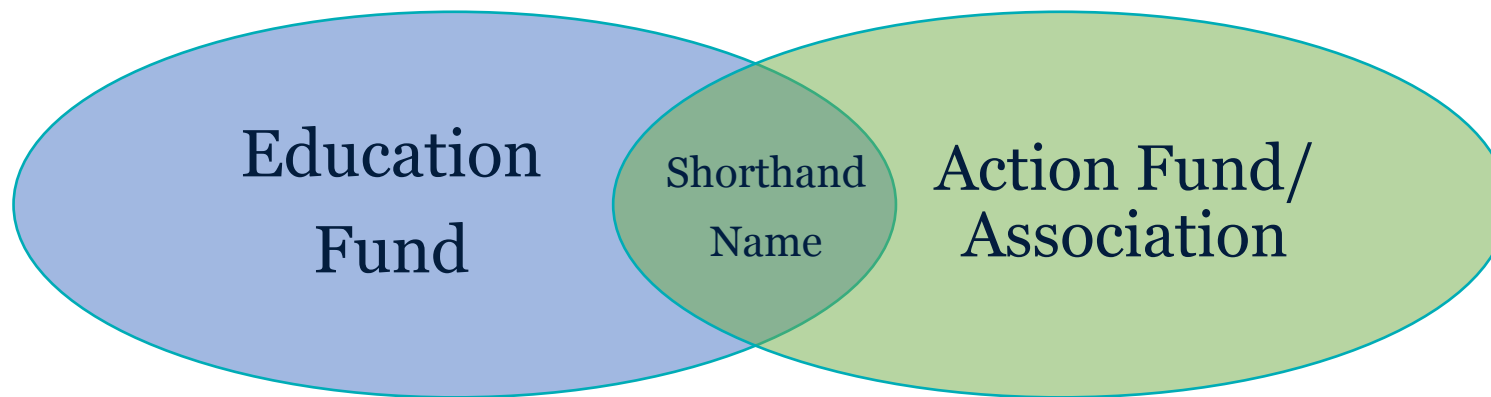 Education
Fund
Shorthand
Name
Action Fund/
Association